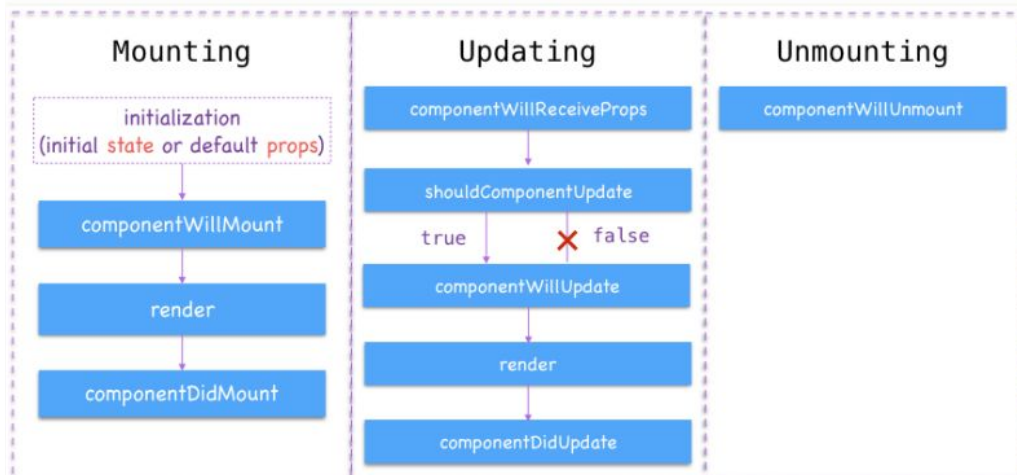 Mounting
initialization
(initial state or default props)
componentWillMount
render
componentDidMount
Updating
componentWillReceiveProps
shouldComponentUpdate
true
false
componentWillUpdate
render
componentDidUpdate
Unmounting
componentWillUnmount